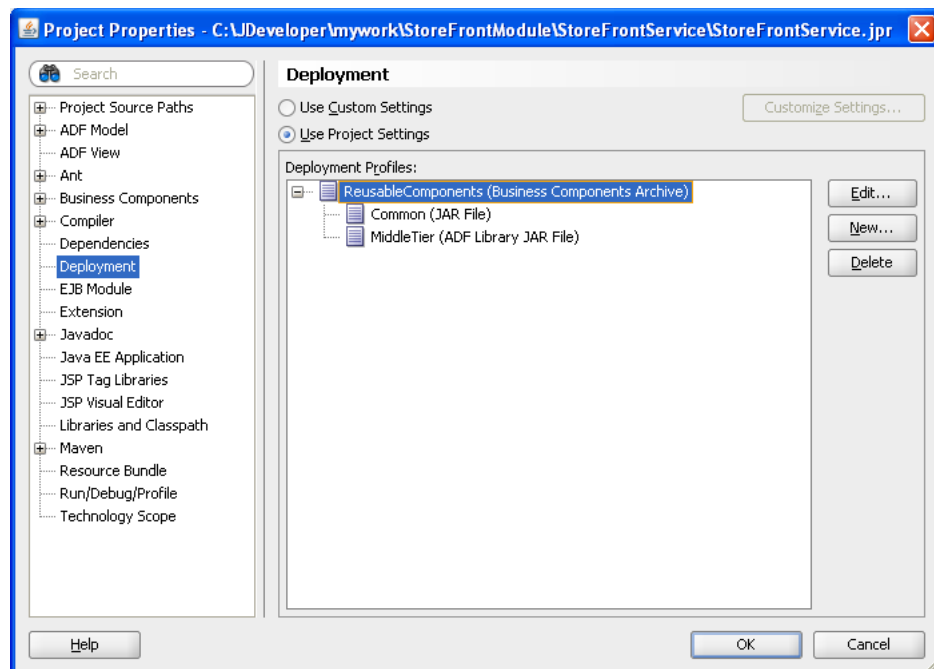 Project Properties - C:\JDeveloper\mywork\StoreFrontModule\StoreFrontService\StoreFrontService.jpr
Search
Project Source Paths
ADF Model
ADF View
Ant
Business Components
Compiler
Dependencies
Deployment
EJB Module
Extension
Javadoc
Java EE Application
JSP Tag Libraries
JSP Visual Editor
Libraries and Classpath
Maven
Resource Bundle
Run/Debug/Profile
Technology Scope
Deployment
Use Custom Settings
Customize Settings...
Use Project Settings
Deployment Profiles:
ReusableComponents (Business Components Archive)
Common (JAR File)
MiddleTier (ADF Library JAR File)
Edit...
New...
Delete
Help
OK
Cancel